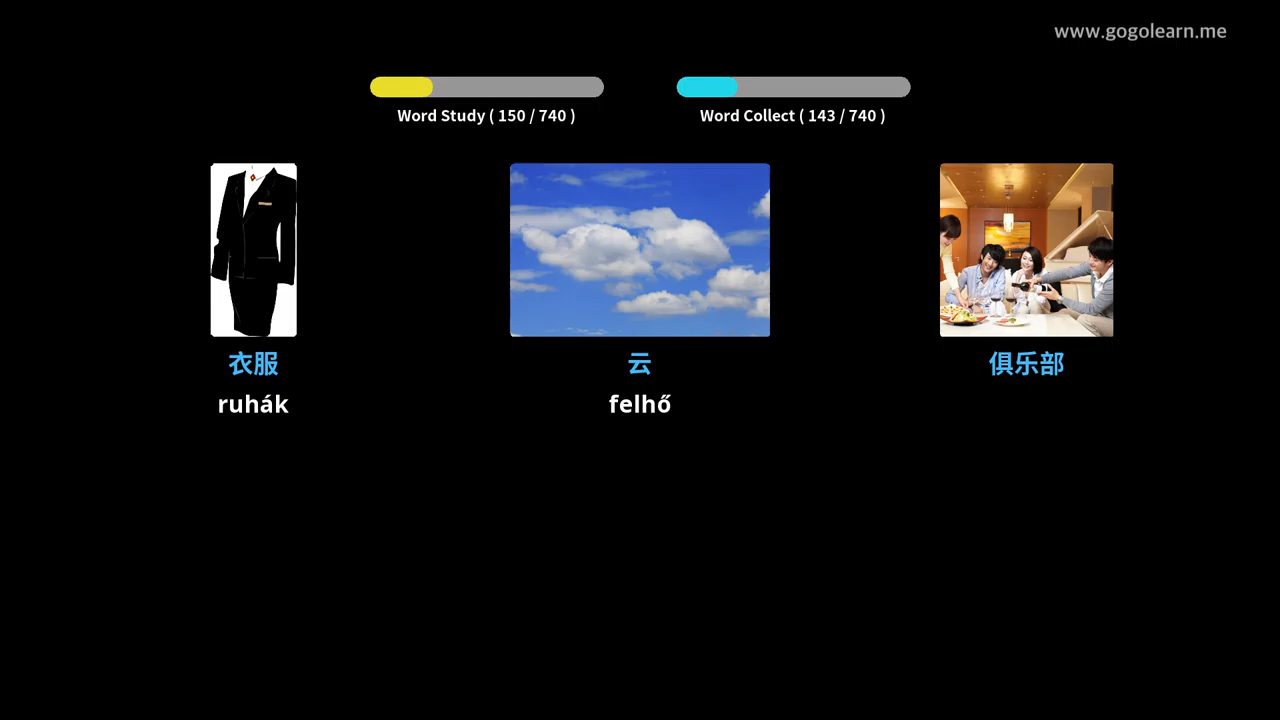 www.gogolearn.me
Word Study ( 150 / 740 )
Word Collect ( 143 / 740 )
衣服
云
俱乐部
ruhák
felhő